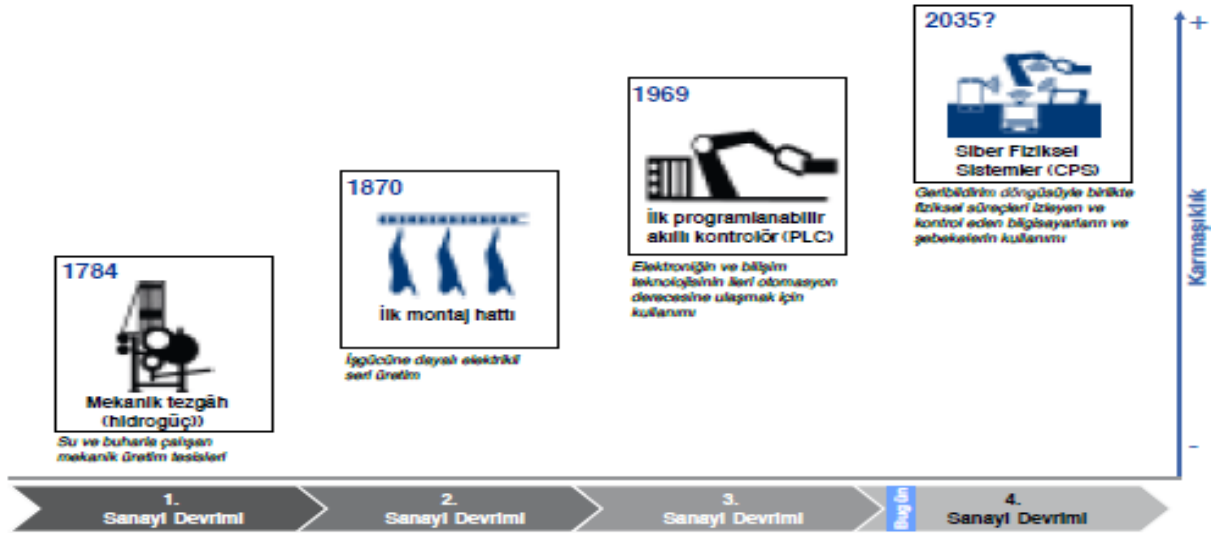 2035?
Siber Fiziksel
Sistemler (CPS)
Geribildirim döngüsüyle birlikte
fiziksel süreçleri izleyen ve
kontrol eden bilgisayarların ve
şebekelerin kullanımı
1969
İlk programlanabilir
akıllı kontrolör (PLC)
Elektroniğin ve bilişim
teknolojisinin ileri otomasyon
derecesine ulaşmak için
kullanımı
1870
İlk montaj hattı
İşgücüne dayalı elektrikli
seri üretim
1784
Mekanik tezgâh
(hidrogüç))
Su ve buharla çalışan
mekanik üretim tesisleri
+
Karmaşıklık
-
1.
Sanayi Devrimi
2.
Sanayi Devrimi
3.
Sanayi Devrimi
Bugün
4.
Sanayi Devrimi